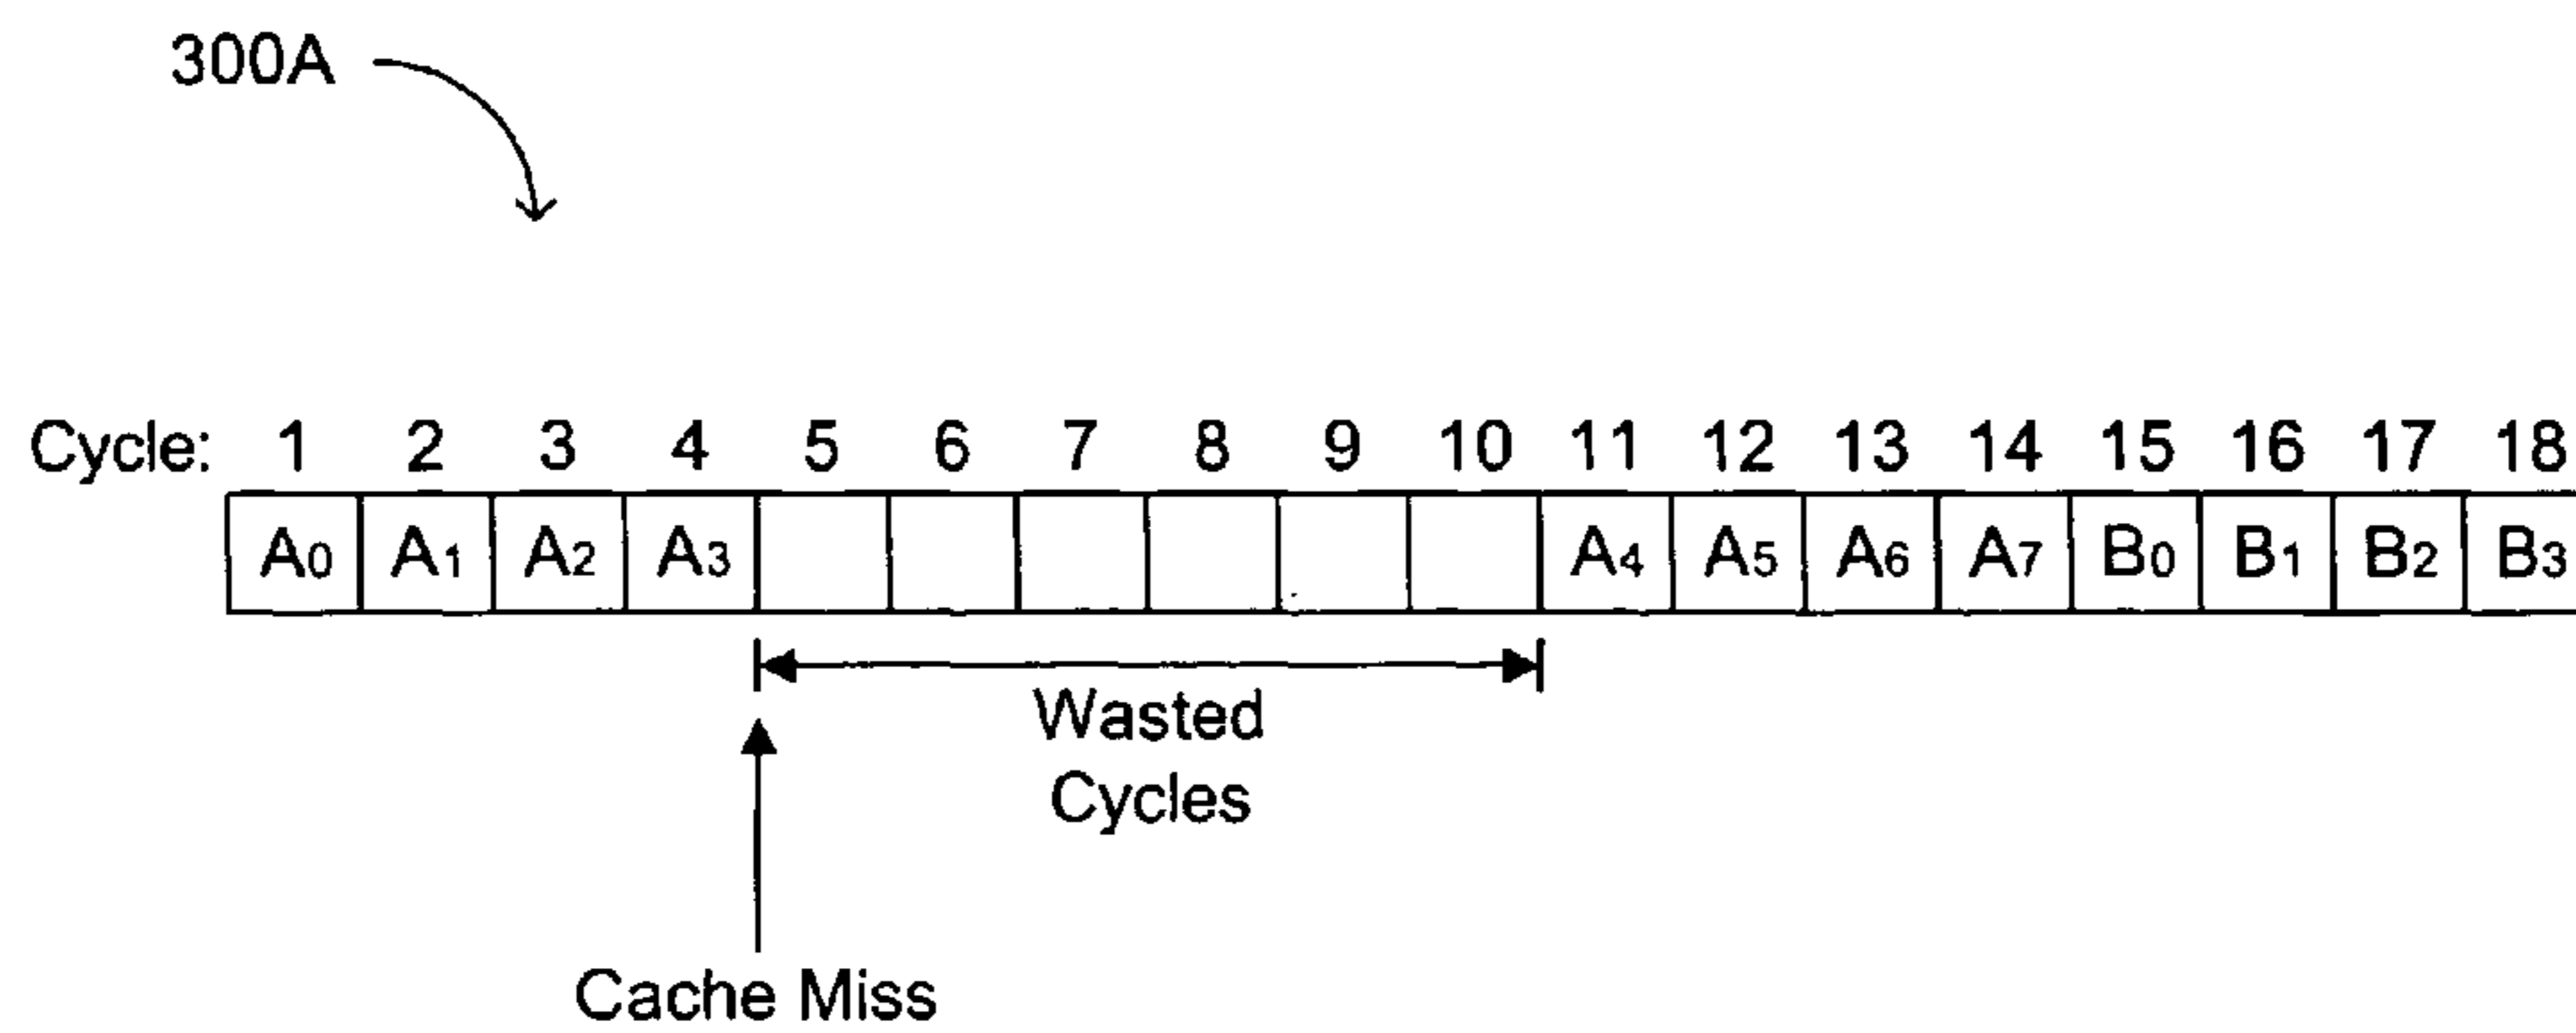 300A
Cycle: 1 2 3 4 5 6 7 8 9 10 11 12 13 14 15 16 17 18
A0 A1 A2 A3 A4 A5 A6 A7 B0 B1 B2 B3
Wasted
Cycles
Cache Miss